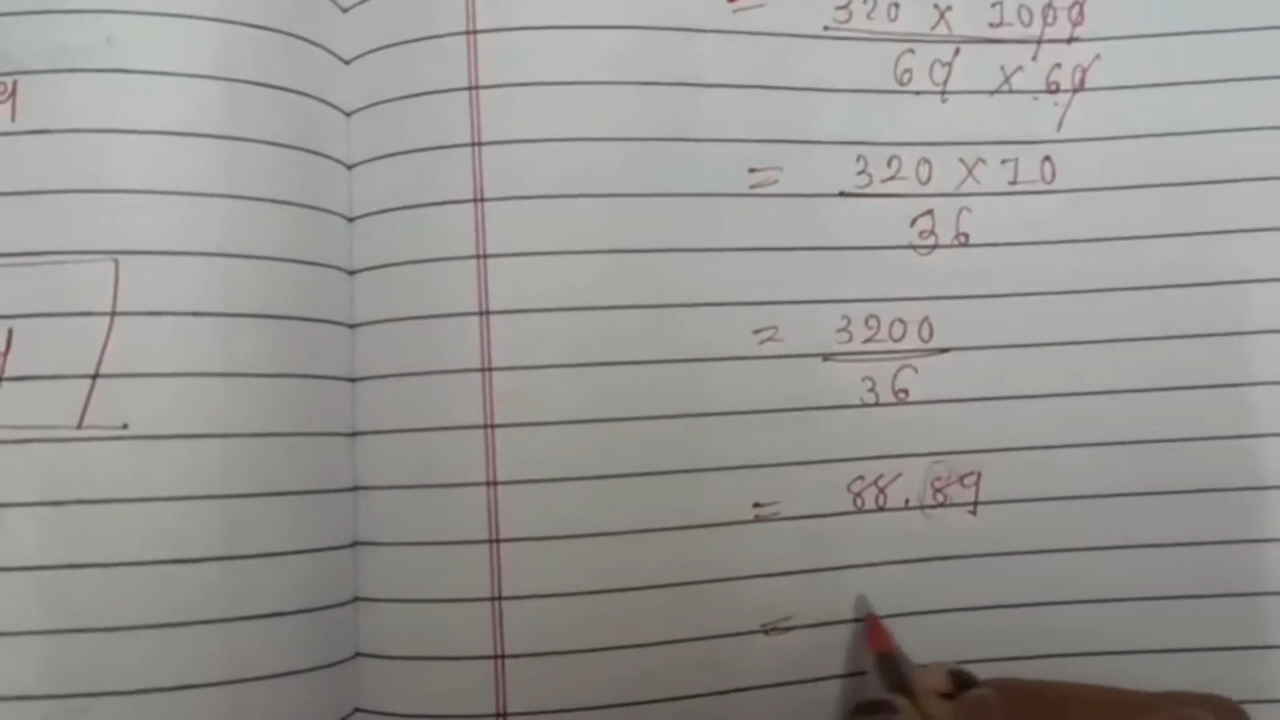 = 320 x 1000
60 x 60
= 320 x 10
36
= 3200
36
= 88.89
=